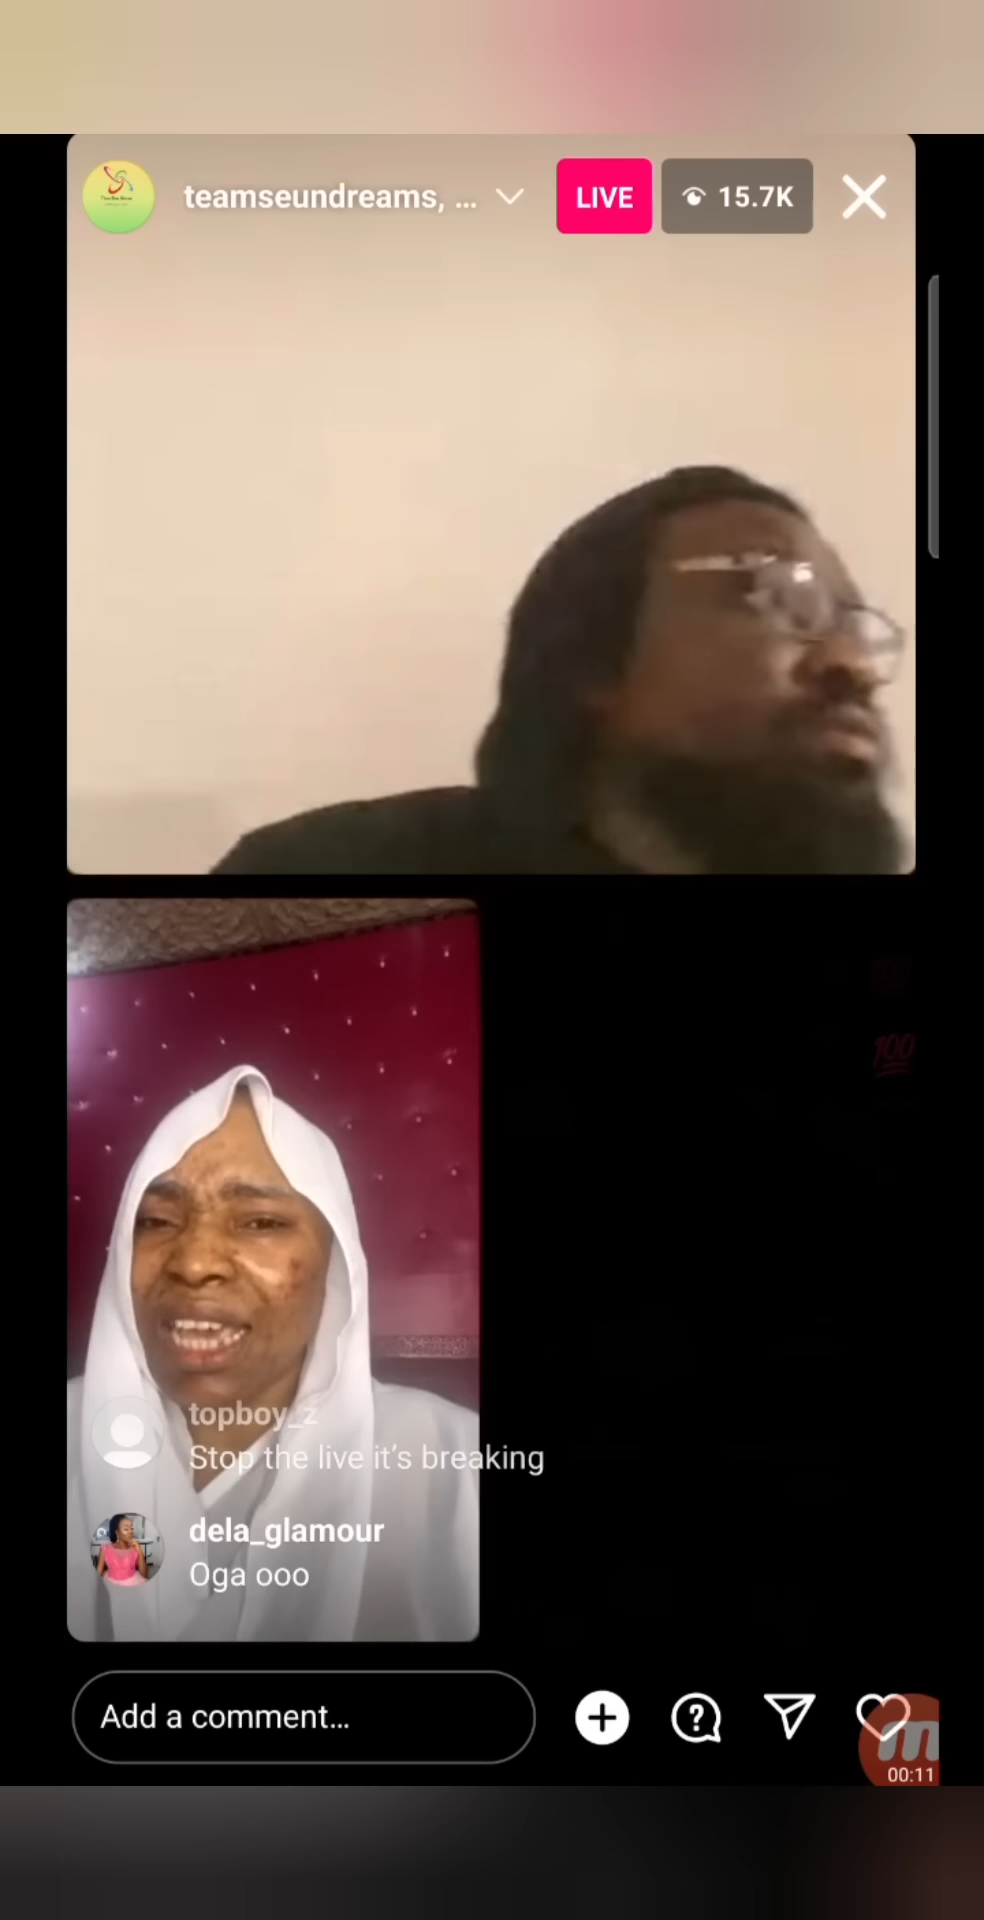 teamseundreams, ...
LIVE
15.7K
💯
topboy_z
Stop the live it's breaking
dela_glamour
Oga ooo
Add a comment...
?
m
00:11